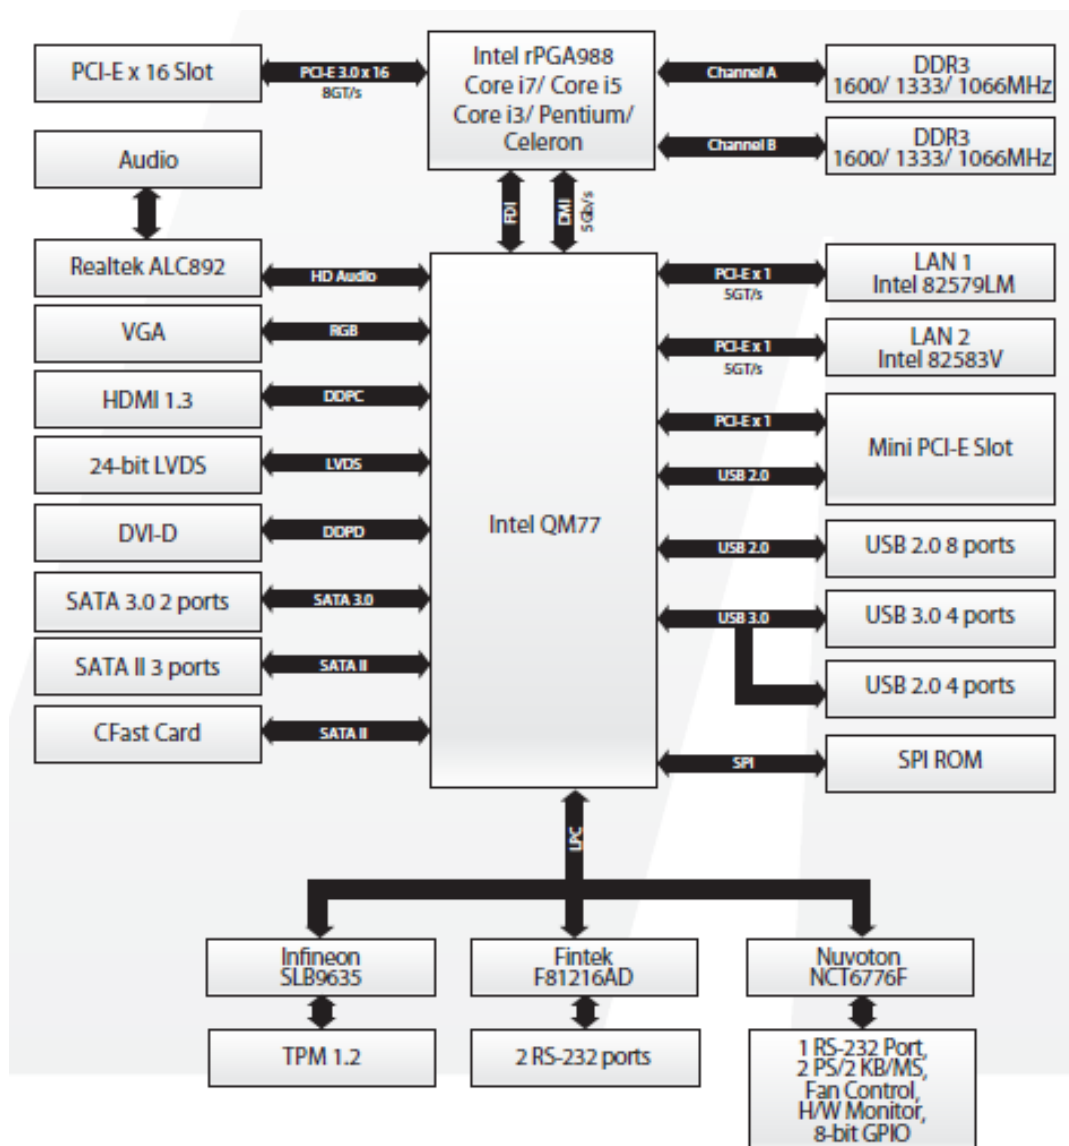 PCI-E x 16 Slot
PCI-E 3.0 x 16
8GT/s
Intel rPGA988
Core i7/ Core i5
Core i3/ Pentium/
Celeron
Channel A
DDR3
1600/ 1333/ 1066MHz
Channel B
DDR3
1600/ 1333/ 1066MHz
Audio
FDI
DMI
5Gb/s
Realtek ALC892
HD Audio
VGA
RGB
HDMI 1.3
DDPC
24-bit LVDS
LVDS
DVI-D
DDPD
SATA 3.0 2 ports
SATA 3.0
SATA II 3 ports
SATA II
CFast Card
SATA II
Intel QM77
PCI-E x 1
5GT/s
LAN 1
Intel 82579LM
PCI-E x 1
5GT/s
LAN 2
Intel 82583V
PCI-E x 1
USB 2.0
Mini PCI-E Slot
USB 2.0
USB 2.0 8 ports
USB 3.0
USB 3.0 4 ports
USB 2.0 4 ports
SPI
SPI ROM
LPC
Infineon
SLB9635
Fintek
F81216AD
Nuvoton
NCT6776F
TPM 1.2
2 RS-232 ports
1 RS-232 Port,
2 PS/2 KB/MS,
Fan Control,
H/W Monitor,
8-bit GPIO